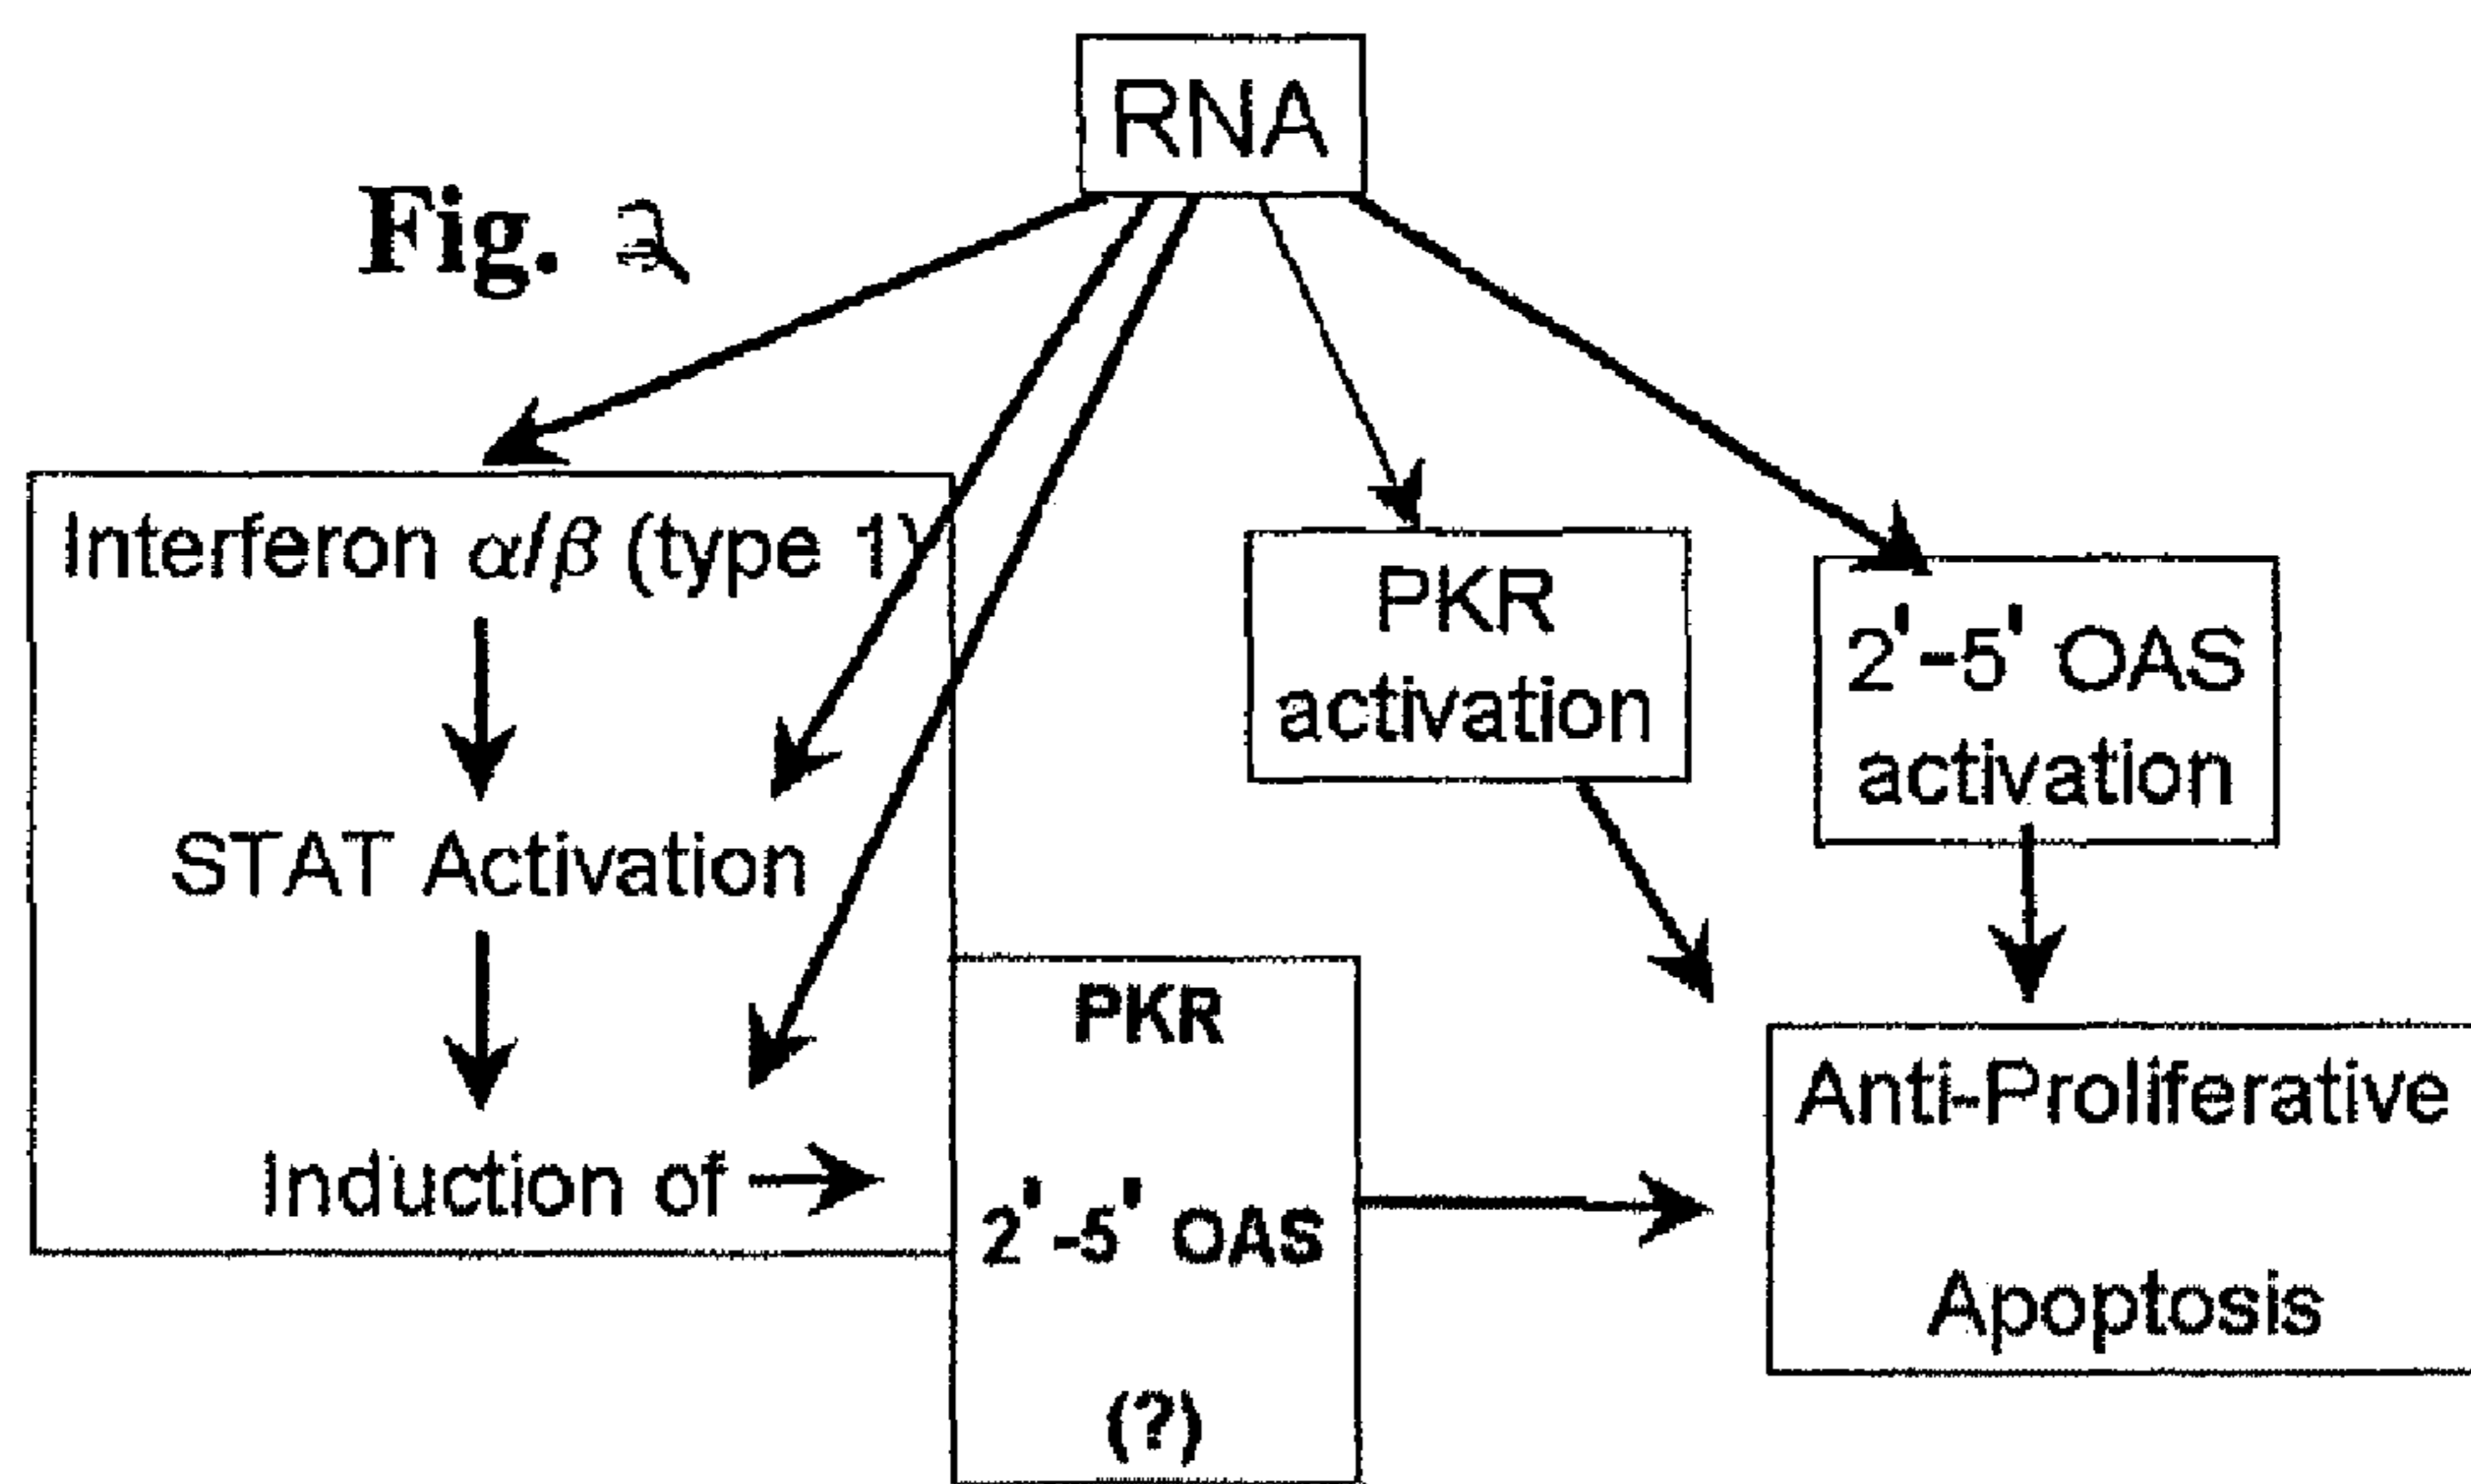 RNA
Fig. 2
Interferon α/β (type 1)
PKR
activation
2'-5' OAS
activation
STAT Activation
Induction of
PKR
2'-5' OAS
(?)
Anti-Proliferative
Apoptosis